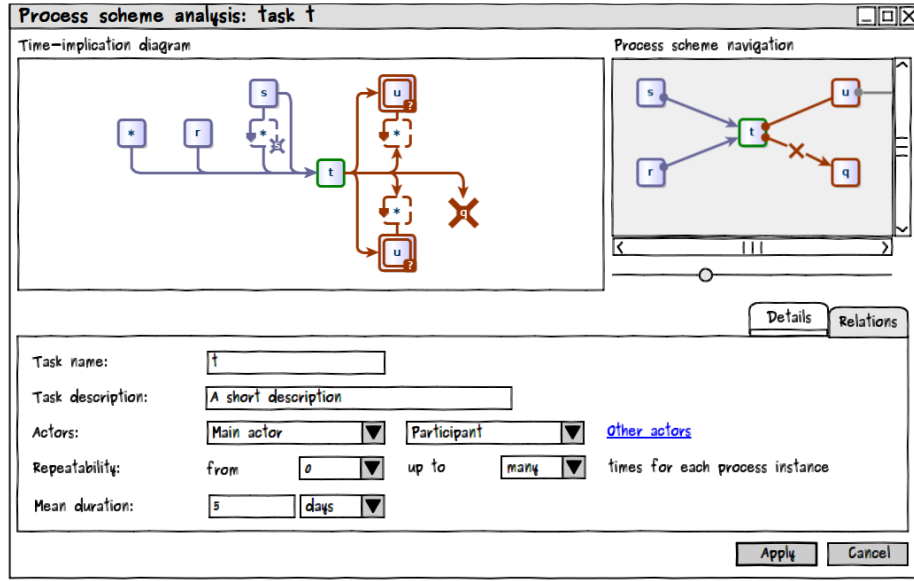 Process scheme analysis: task t
Time-implication diagram
Process scheme navigation
s
u
?
*
r
*
s
*
t
*
q
u
?
s
u
t
r
q
Details
Relations
Task name:
t
Task description:
A short description
Actors:
Main actor
Participant
Other actors
Repeatability:
from
0
up to
many
times for each process instance
Mean duration:
5
days
Apply
Cancel